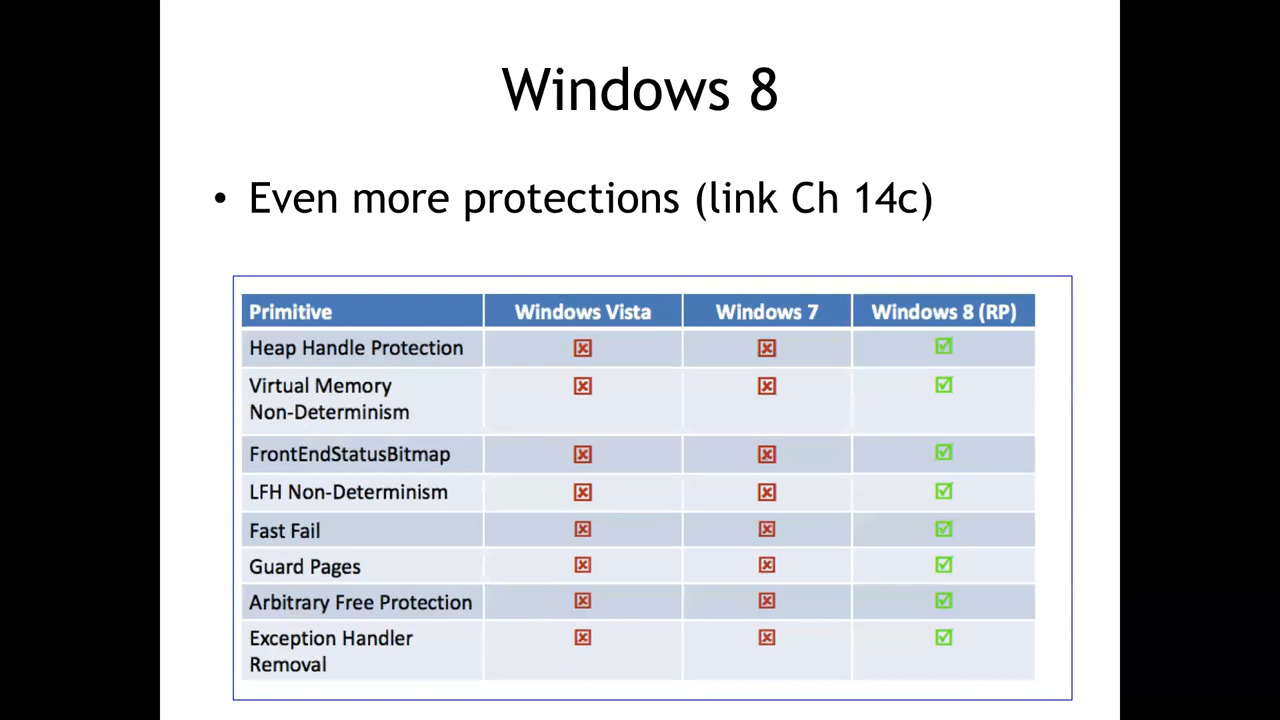 Windows 8
• Even more protections (link Ch 14c)
Primitive Windows Vista Windows 7 Windows 8 (RP)
Heap Handle Protection
Virtual Memory
Non-Determinism
FrontEndStatusBitmap
LFH Non-Determinism
Fast Fail
Guard Pages
Arbitrary Free Protection
Exception Handler
Removal